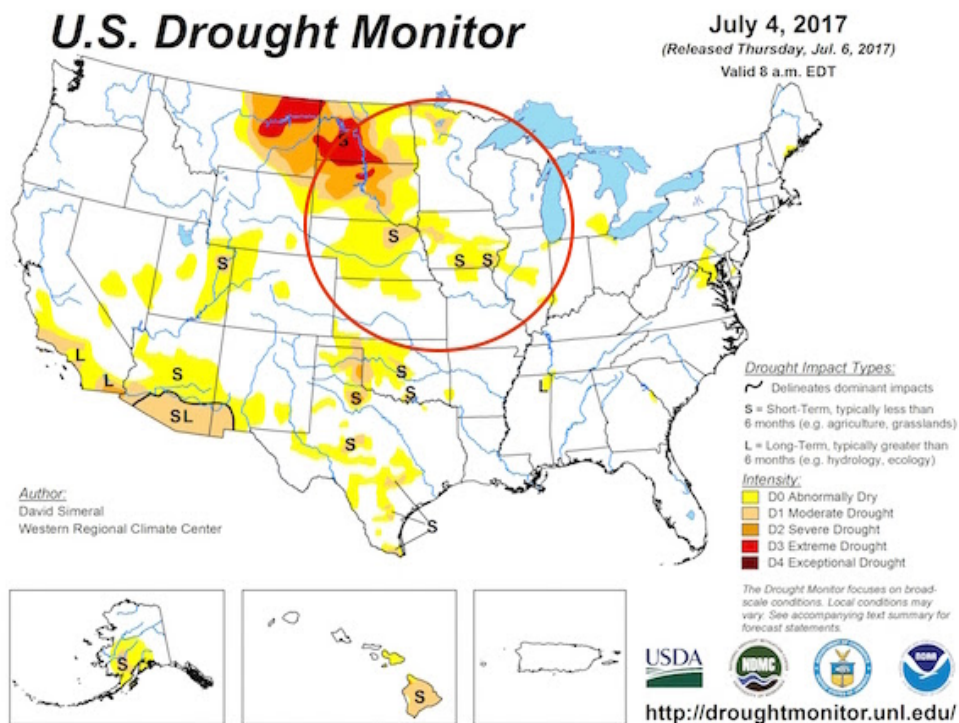 U.S. Drought Monitor
July 4, 2017
(Released Thursday, Jul. 6, 2017)
Valid 8 a.m. EDT
S
S
S
S
S
L
L
S
S L
S
S
S
S
S
L
Drought Impact Types:
Delineates dominant impacts
S = Short-Term, typically less than
6 months (e.g. agriculture, grasslands)
L = Long-Term, typically greater than
6 months (e.g. hydrology, ecology)
Intensity:
D0 Abnormally Dry
D1 Moderate Drought
D2 Severe Drought
D3 Extreme Drought
D4 Exceptional Drought
Author:
David Simeral
Western Regional Climate Center
The Drought Monitor focuses on broad-
scale conditions. Local conditions may
vary. See accompanying text summary for
forecast statements.
S
S
USDA
NDMC
NOAA
http://droughtmonitor.unl.edu/